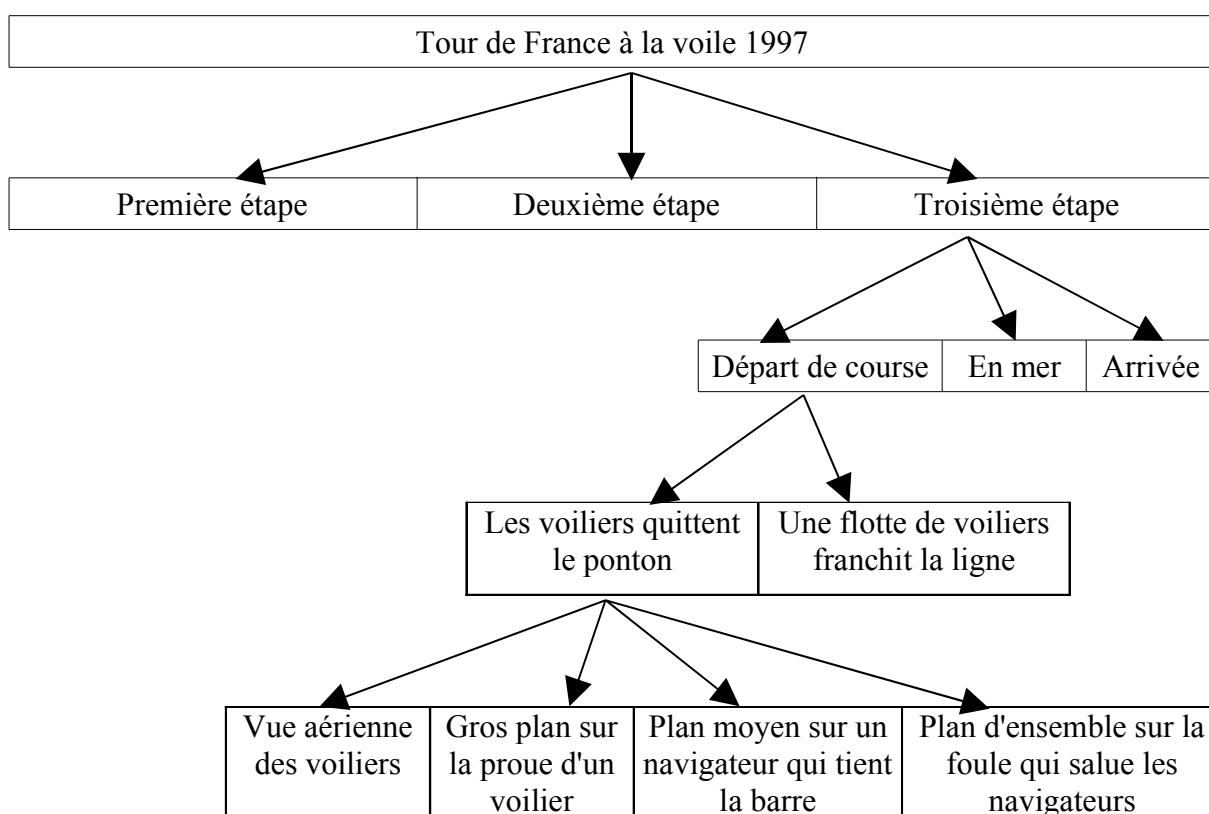 Tour de France à la voile 1997
Première étape
Deuxième étape
Troisième étape
Départ de course
En mer
Arrivée
Les voiliers quittent
le ponton
Une flotte de voiliers
franchit la ligne
Vue aérienne
des voiliers
Gros plan sur
la proue d'un
voilier
Plan moyen sur un
navigateur qui tient
la barre
Plan d'ensemble sur la
foule qui salue les
navigateurs